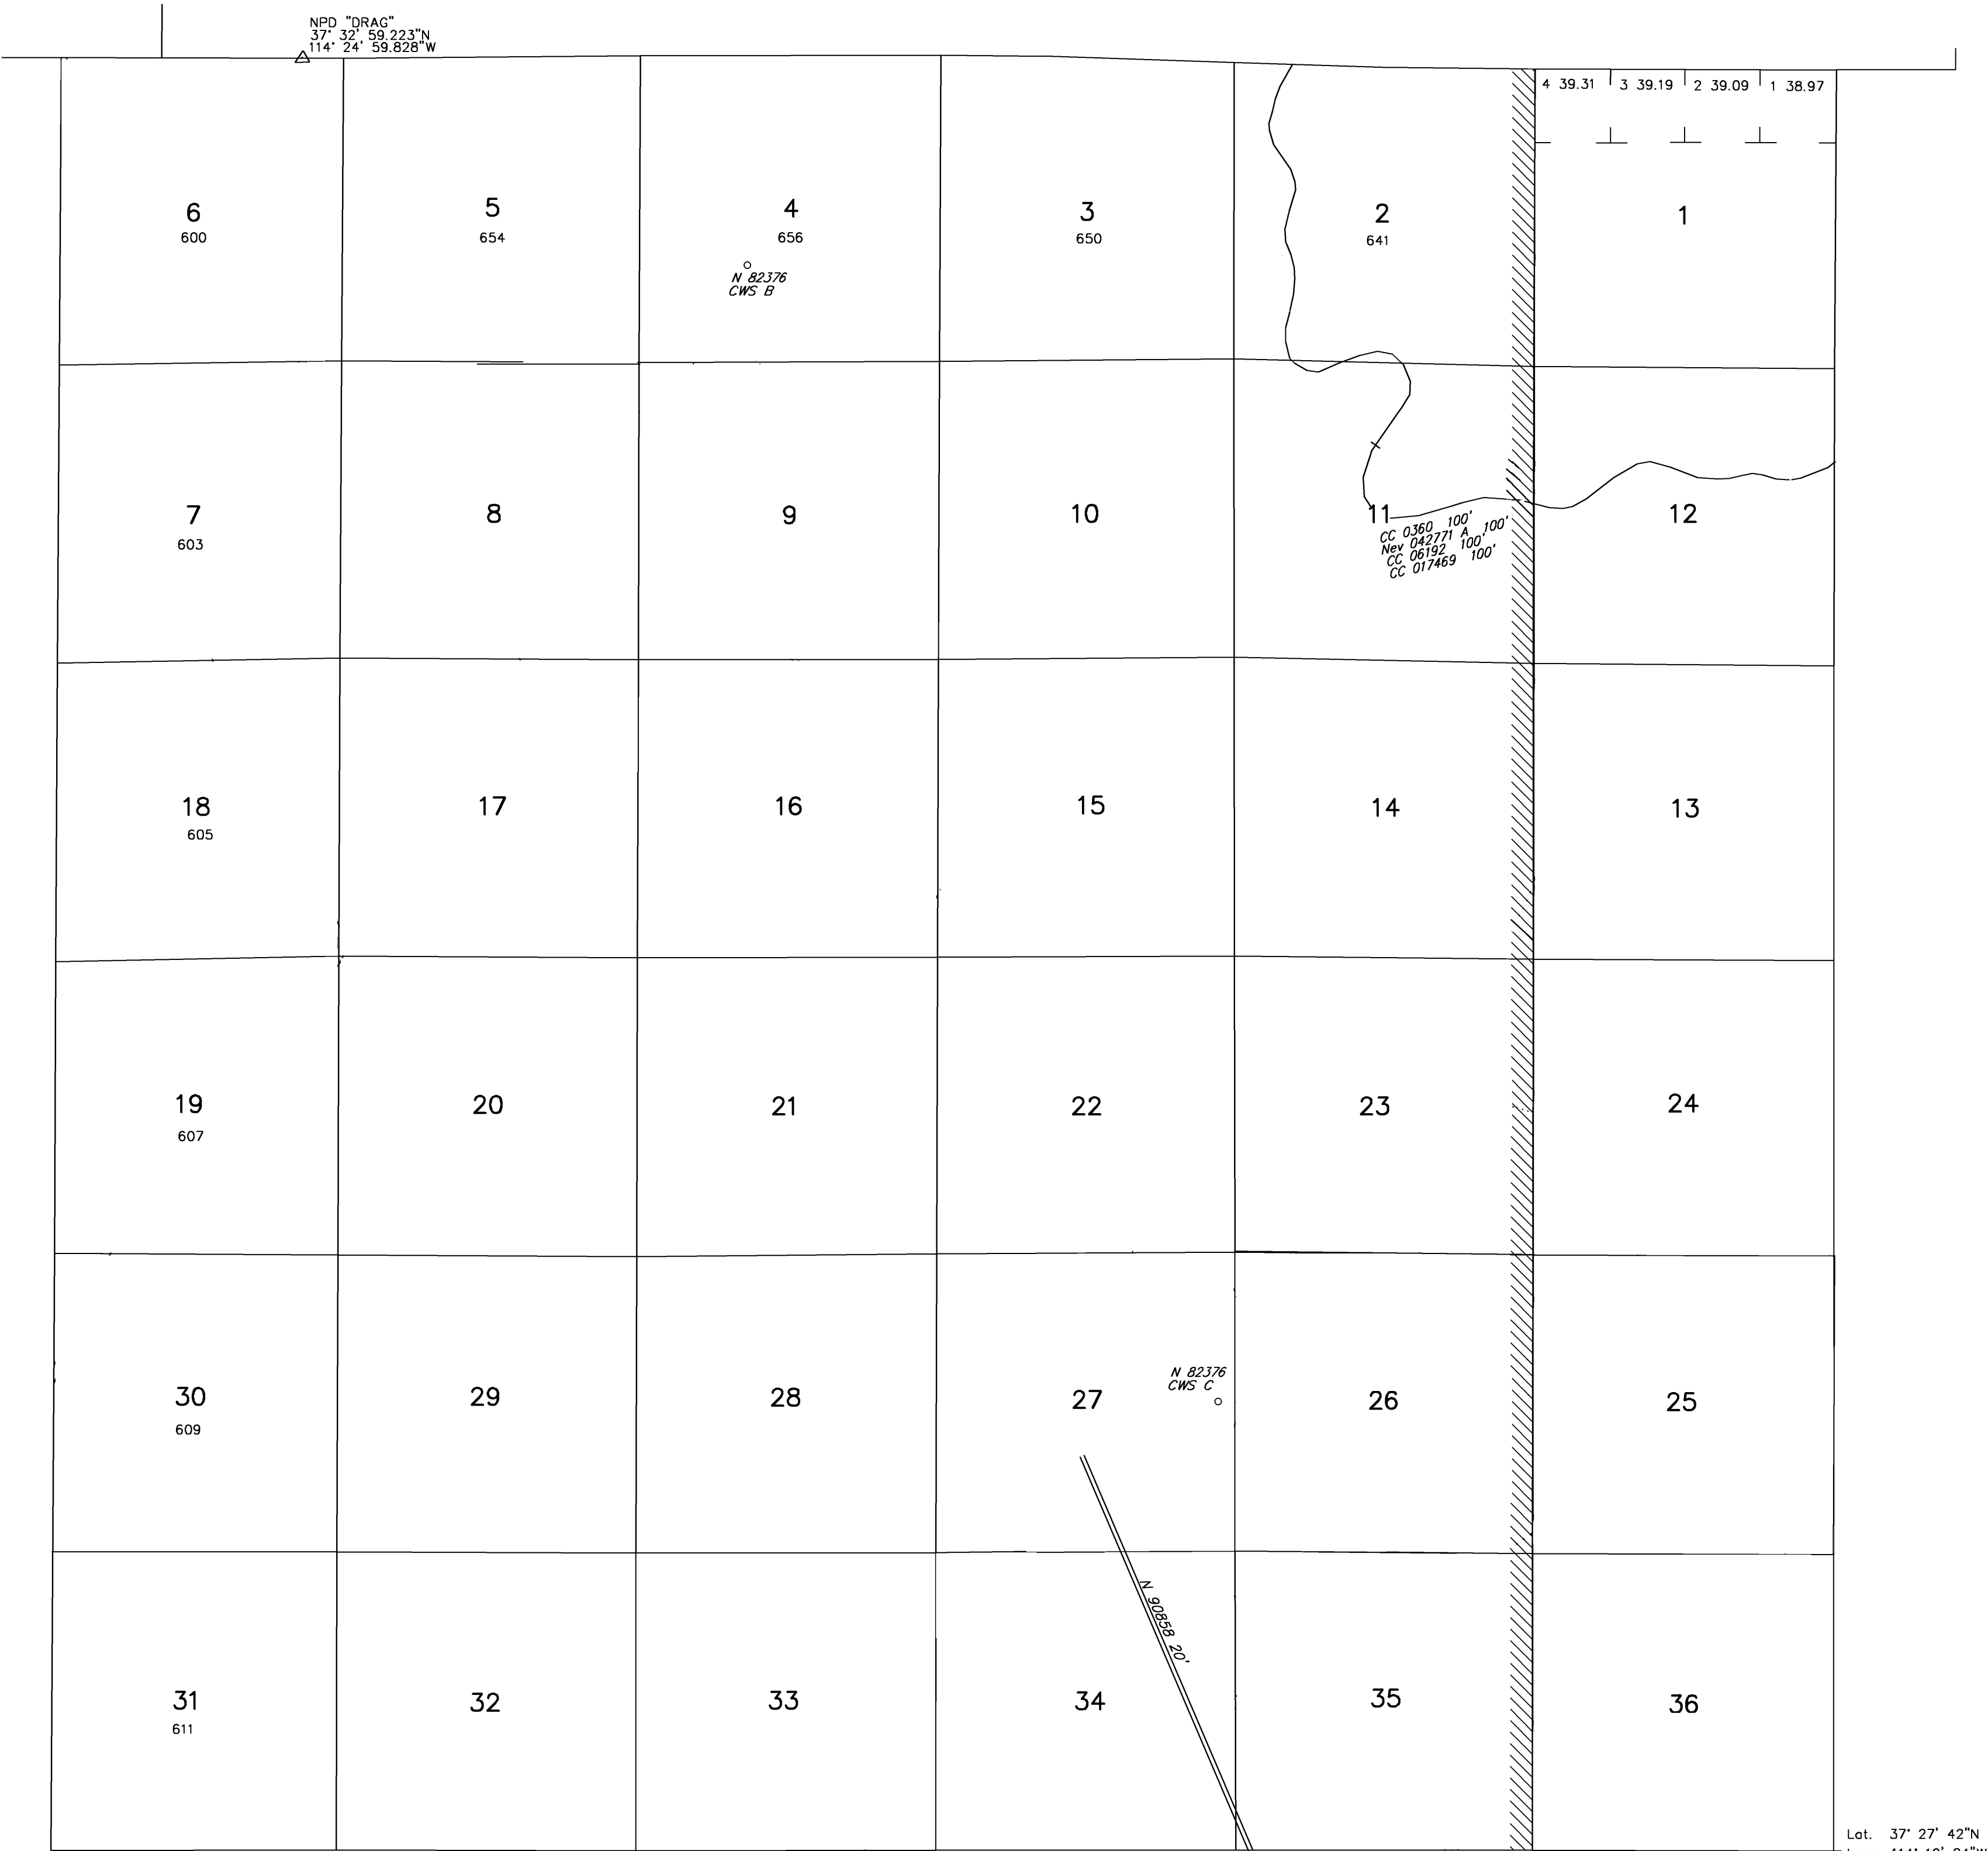 NPD "DRAG"
37° 32' 59.223"N
114° 24' 59.828"W
4 39.31 3 39.19 2 39.09 1 38.97
6 5 4 3 2 1
600 654 656 650 641
N 82376
CWS B
7 8 9 10 11 12
603
CC 0360 100'
Nev 042771 A 100'
CC 06192 100'
CC 017469 100'
18 17 16 15 14 13
605
19 20 21 22 23 24
607
N 82376
CWS C
30 29 28 27 26 25
609
N 90858 20'
31 32 33 34 35 36
611
Lat. 37° 27' 42"N